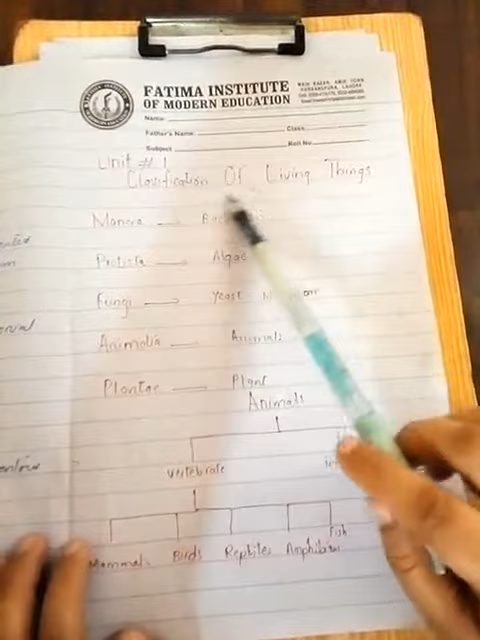 FATIMA INSTITUTE
OF MODERN EDUCATION
Name:
Father's Name: Class:
Subject: Roll No:
Unit # 1
Classification Of Living Things
Monera → Bac
Protista → Algae
Fungi → Yeast
Animalia → Animals
Plantae — Plant
Animals
vertebrate
Mammals Birds Reptiles Amphibian Fish